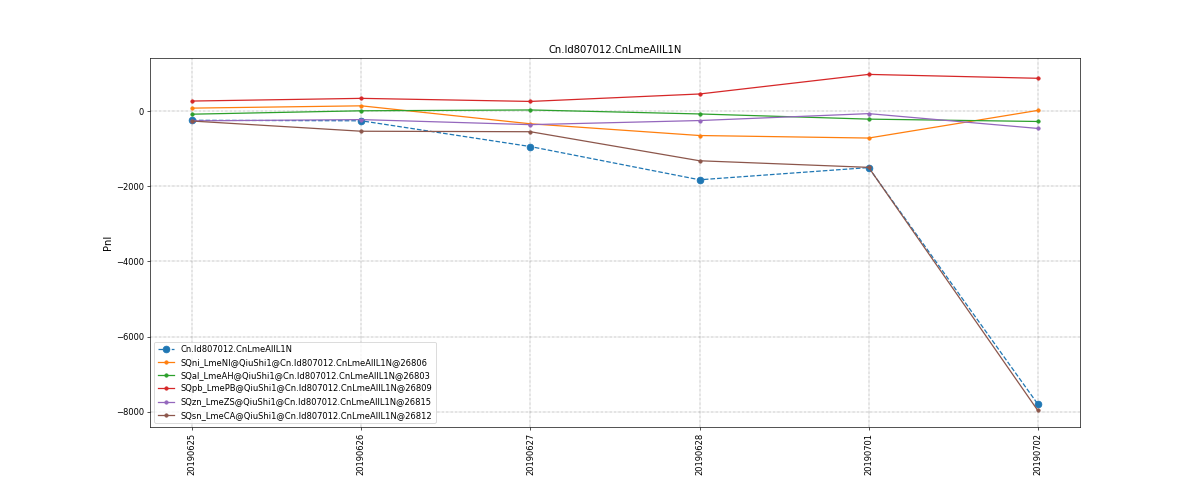 Cn.Id807012.CnLmeAllL1N
PnI
0
−2000
−4000
−6000
−8000
Cn.Id807012.CnLmeAllL1N
SQni_LmeNI@QiuShi1@Cn.Id807012.CnLmeAllL1N@26806
SQal_LmeAH@QiuShi1@Cn.Id807012.CnLmeAllL1N@26803
SQpb_LmePB@QiuShi1@Cn.Id807012.CnLmeAllL1N@26809
SQzn_LmeZS@QiuShi1@Cn.Id807012.CnLmeAllL1N@26815
SQsn_LmeCA@QiuShi1@Cn.Id807012.CnLmeAllL1N@26812
20190625
20190626
20190627
20190628
20190701
20190702